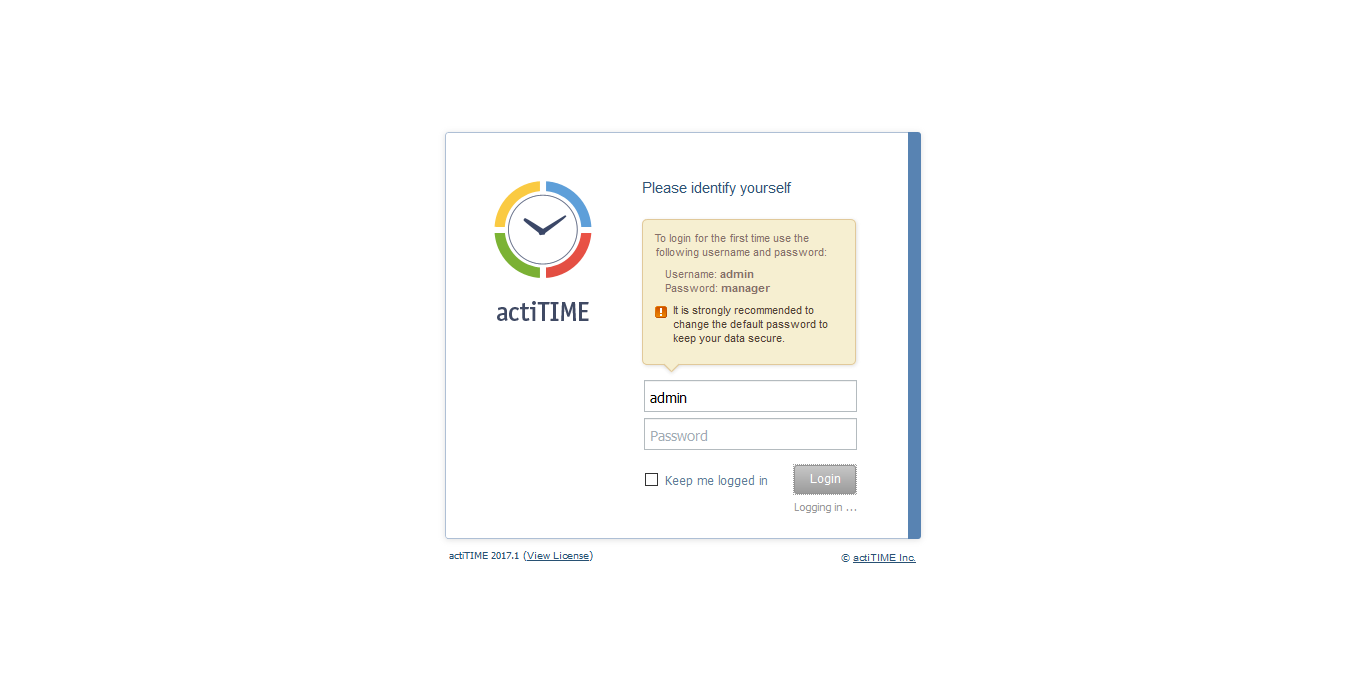 Please identify yourself
To login for the first time use the
following username and password:
Username: admin
Password: manager
It is strongly recommended to
change the default password to
keep your data secure.
actiTIME
admin
Password
Keep me logged in
Login
Logging in ...
actiTIME 2017.1 (View License)
© actiTIME Inc.